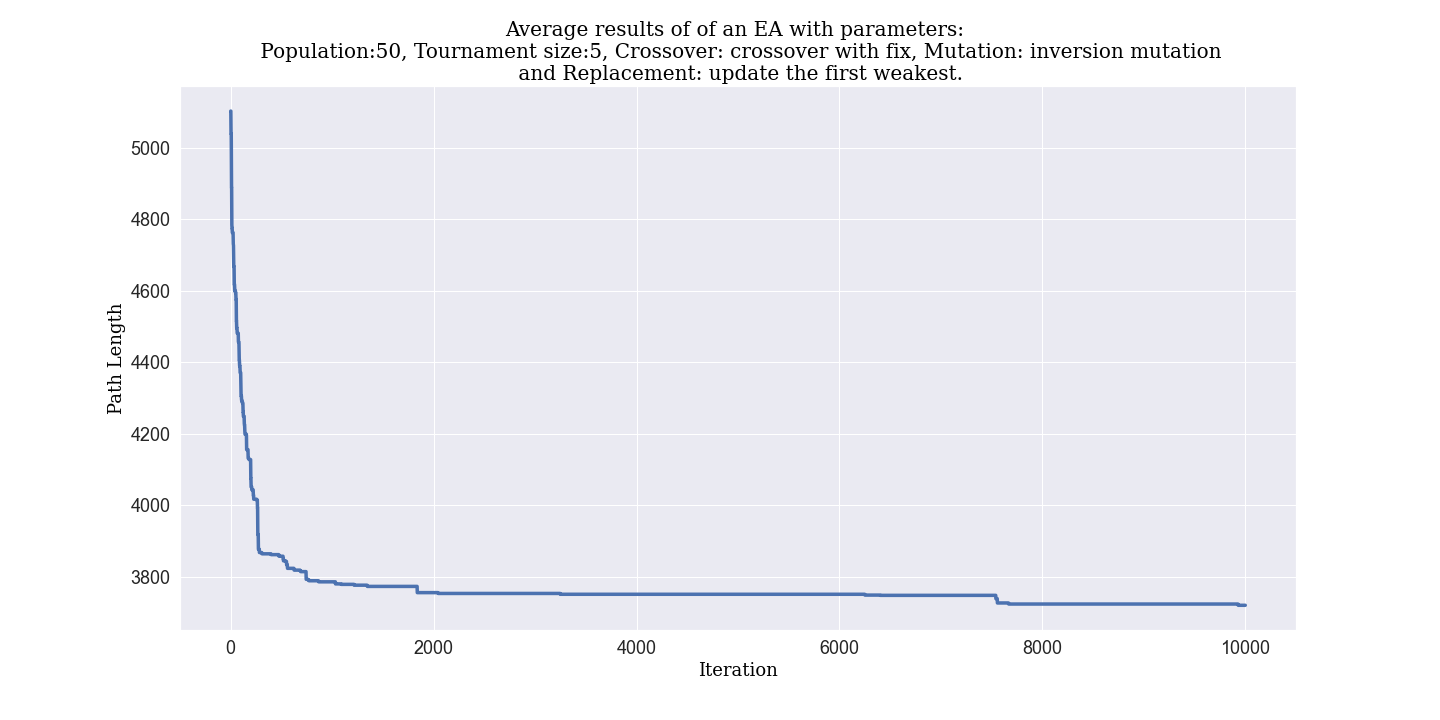 Average results of of an EA with parameters:
Population:50, Tournament size:5, Crossover: crossover with fix, Mutation: inversion mutation
and Replacement: update the first weakest.
5000
4800
4600
4400
4200
4000
3800
Path Length
0 2000 4000 6000 8000 10000
Iteration